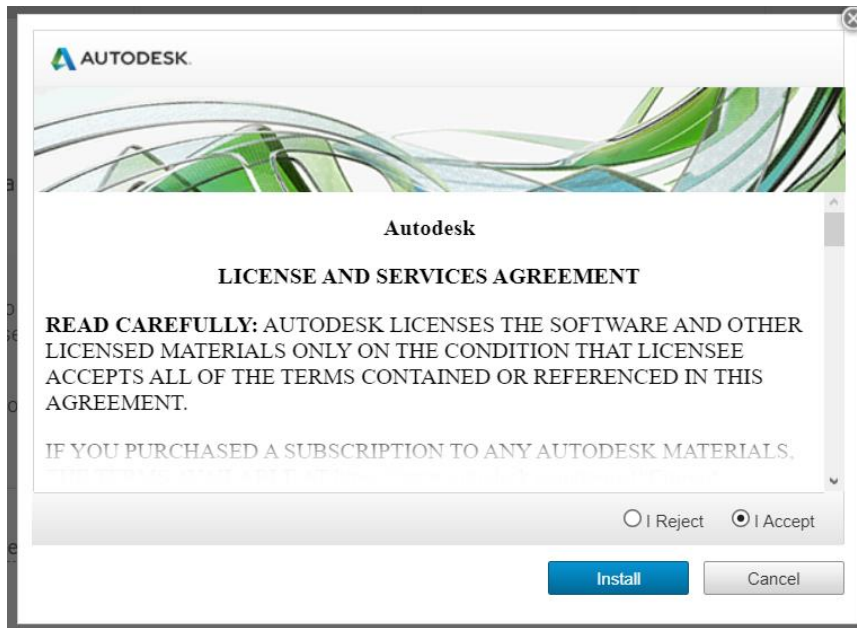 AUTODESK.
Autodesk
LICENSE AND SERVICES AGREEMENT
READ CAREFULLY: AUTODESK LICENSES THE SOFTWARE AND OTHER
LICENSED MATERIALS ONLY ON THE CONDITION THAT LICENSEE
ACCEPTS ALL OF THE TERMS CONTAINED OR REFERENCED IN THIS
AGREEMENT.
IF YOU PURCHASED A SUBSCRIPTION TO ANY AUTODESK MATERIALS,
I Reject I Accept
Install Cancel